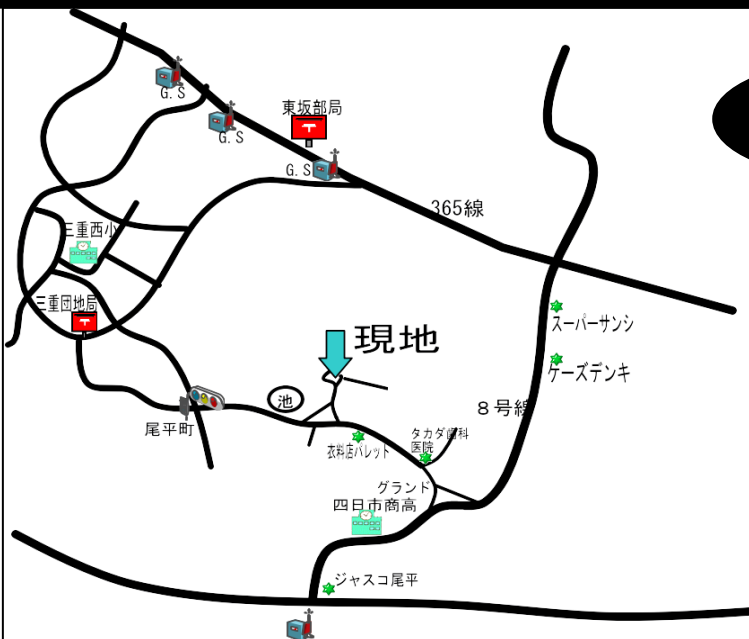 G.S
東坂部局
G.S
G.S
365線
三重西小
三重団地局
スーパーサンシ
現地
ケーズデンキ
池
8号線
尾平町
タカダ歯科
医院
衣料店パレット
グランド
四日市商高
ジャスコ尾平